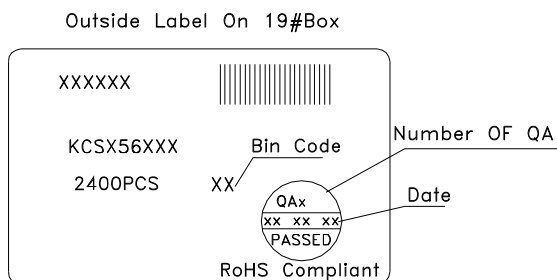 Outside Label On 19#Box
XXXXXX
KCSX56XXX
Bin Code
Number OF QA
2400PCS
XX
Date
QAx
xx xx xx
PASSED
RoHS Compliant